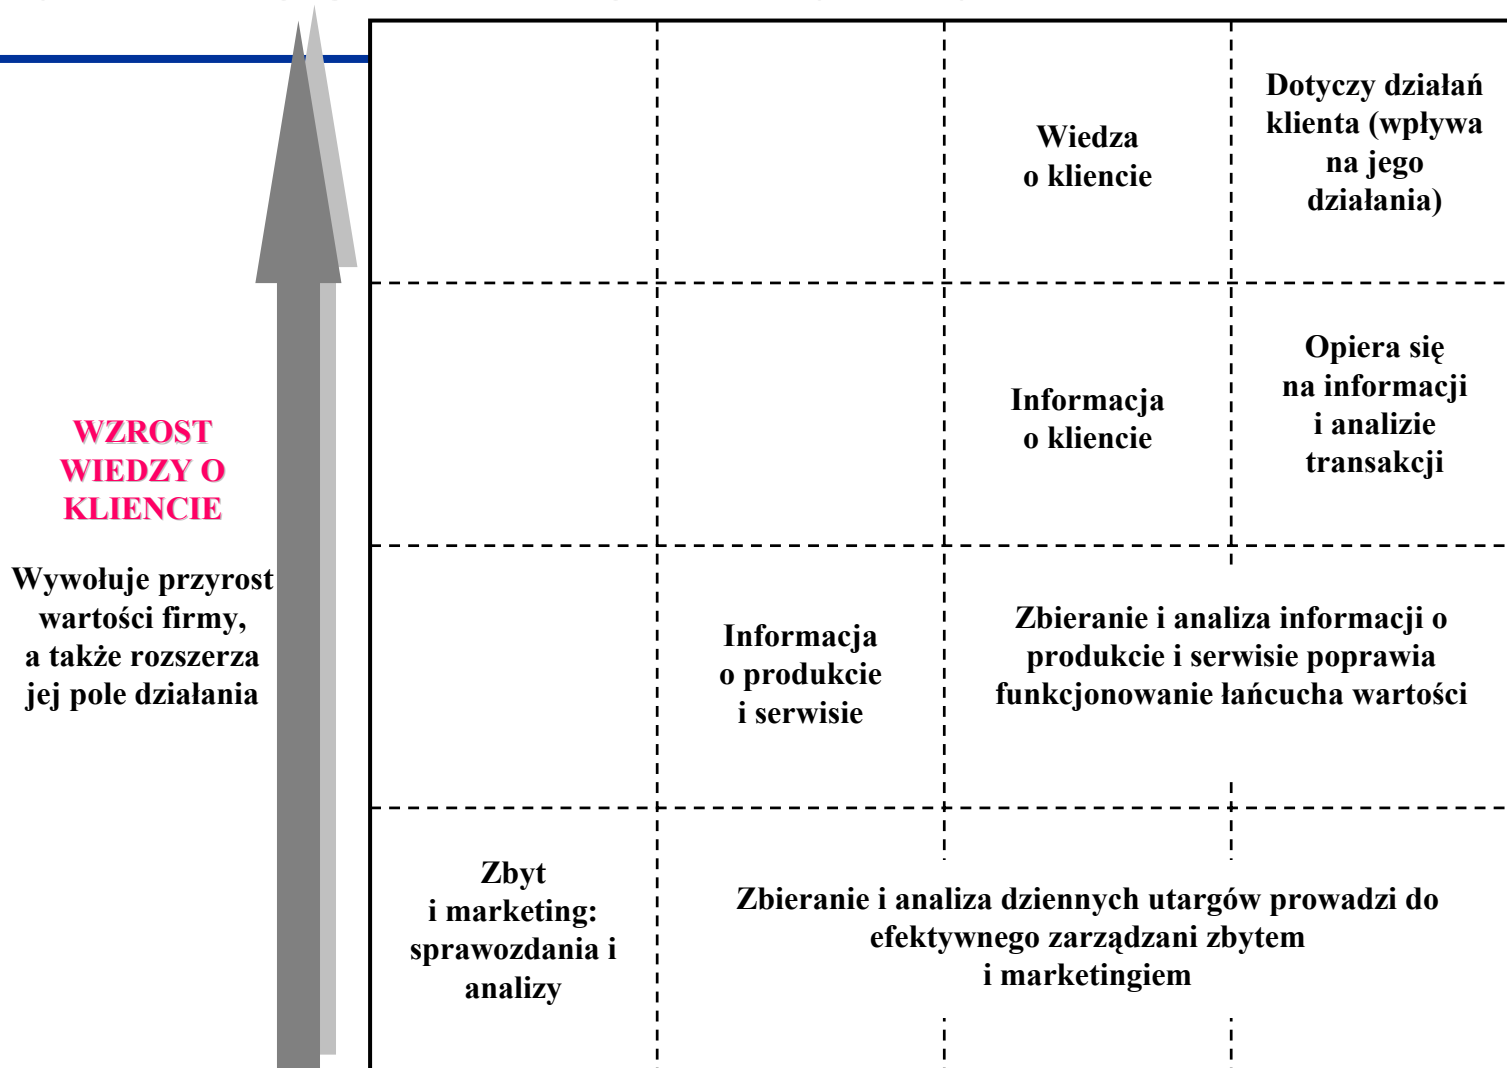 Dotyczy działań
klienta (wpływa
na jego
działania)
Wiedza
o kliencie
Opiera się
na informacji
i analizie
transakcji
Informacja
o kliencie
WZROST
WIEDZY O
KLIENCIE
Wywołuje przyrost
wartości firmy,
a także rozszerza
jej pole działania
Informacja
o produkcie
i serwisie
Zbieranie i analiza informacji o
produkcie i serwisie poprawia
funkcjonowanie łańcucha wartości
Zbyt
i marketing:
sprawozdania i
analizy
Zbieranie i analiza dziennych utargów prowadzi do
efektywnego zarządzani zbytem
i marketingiem